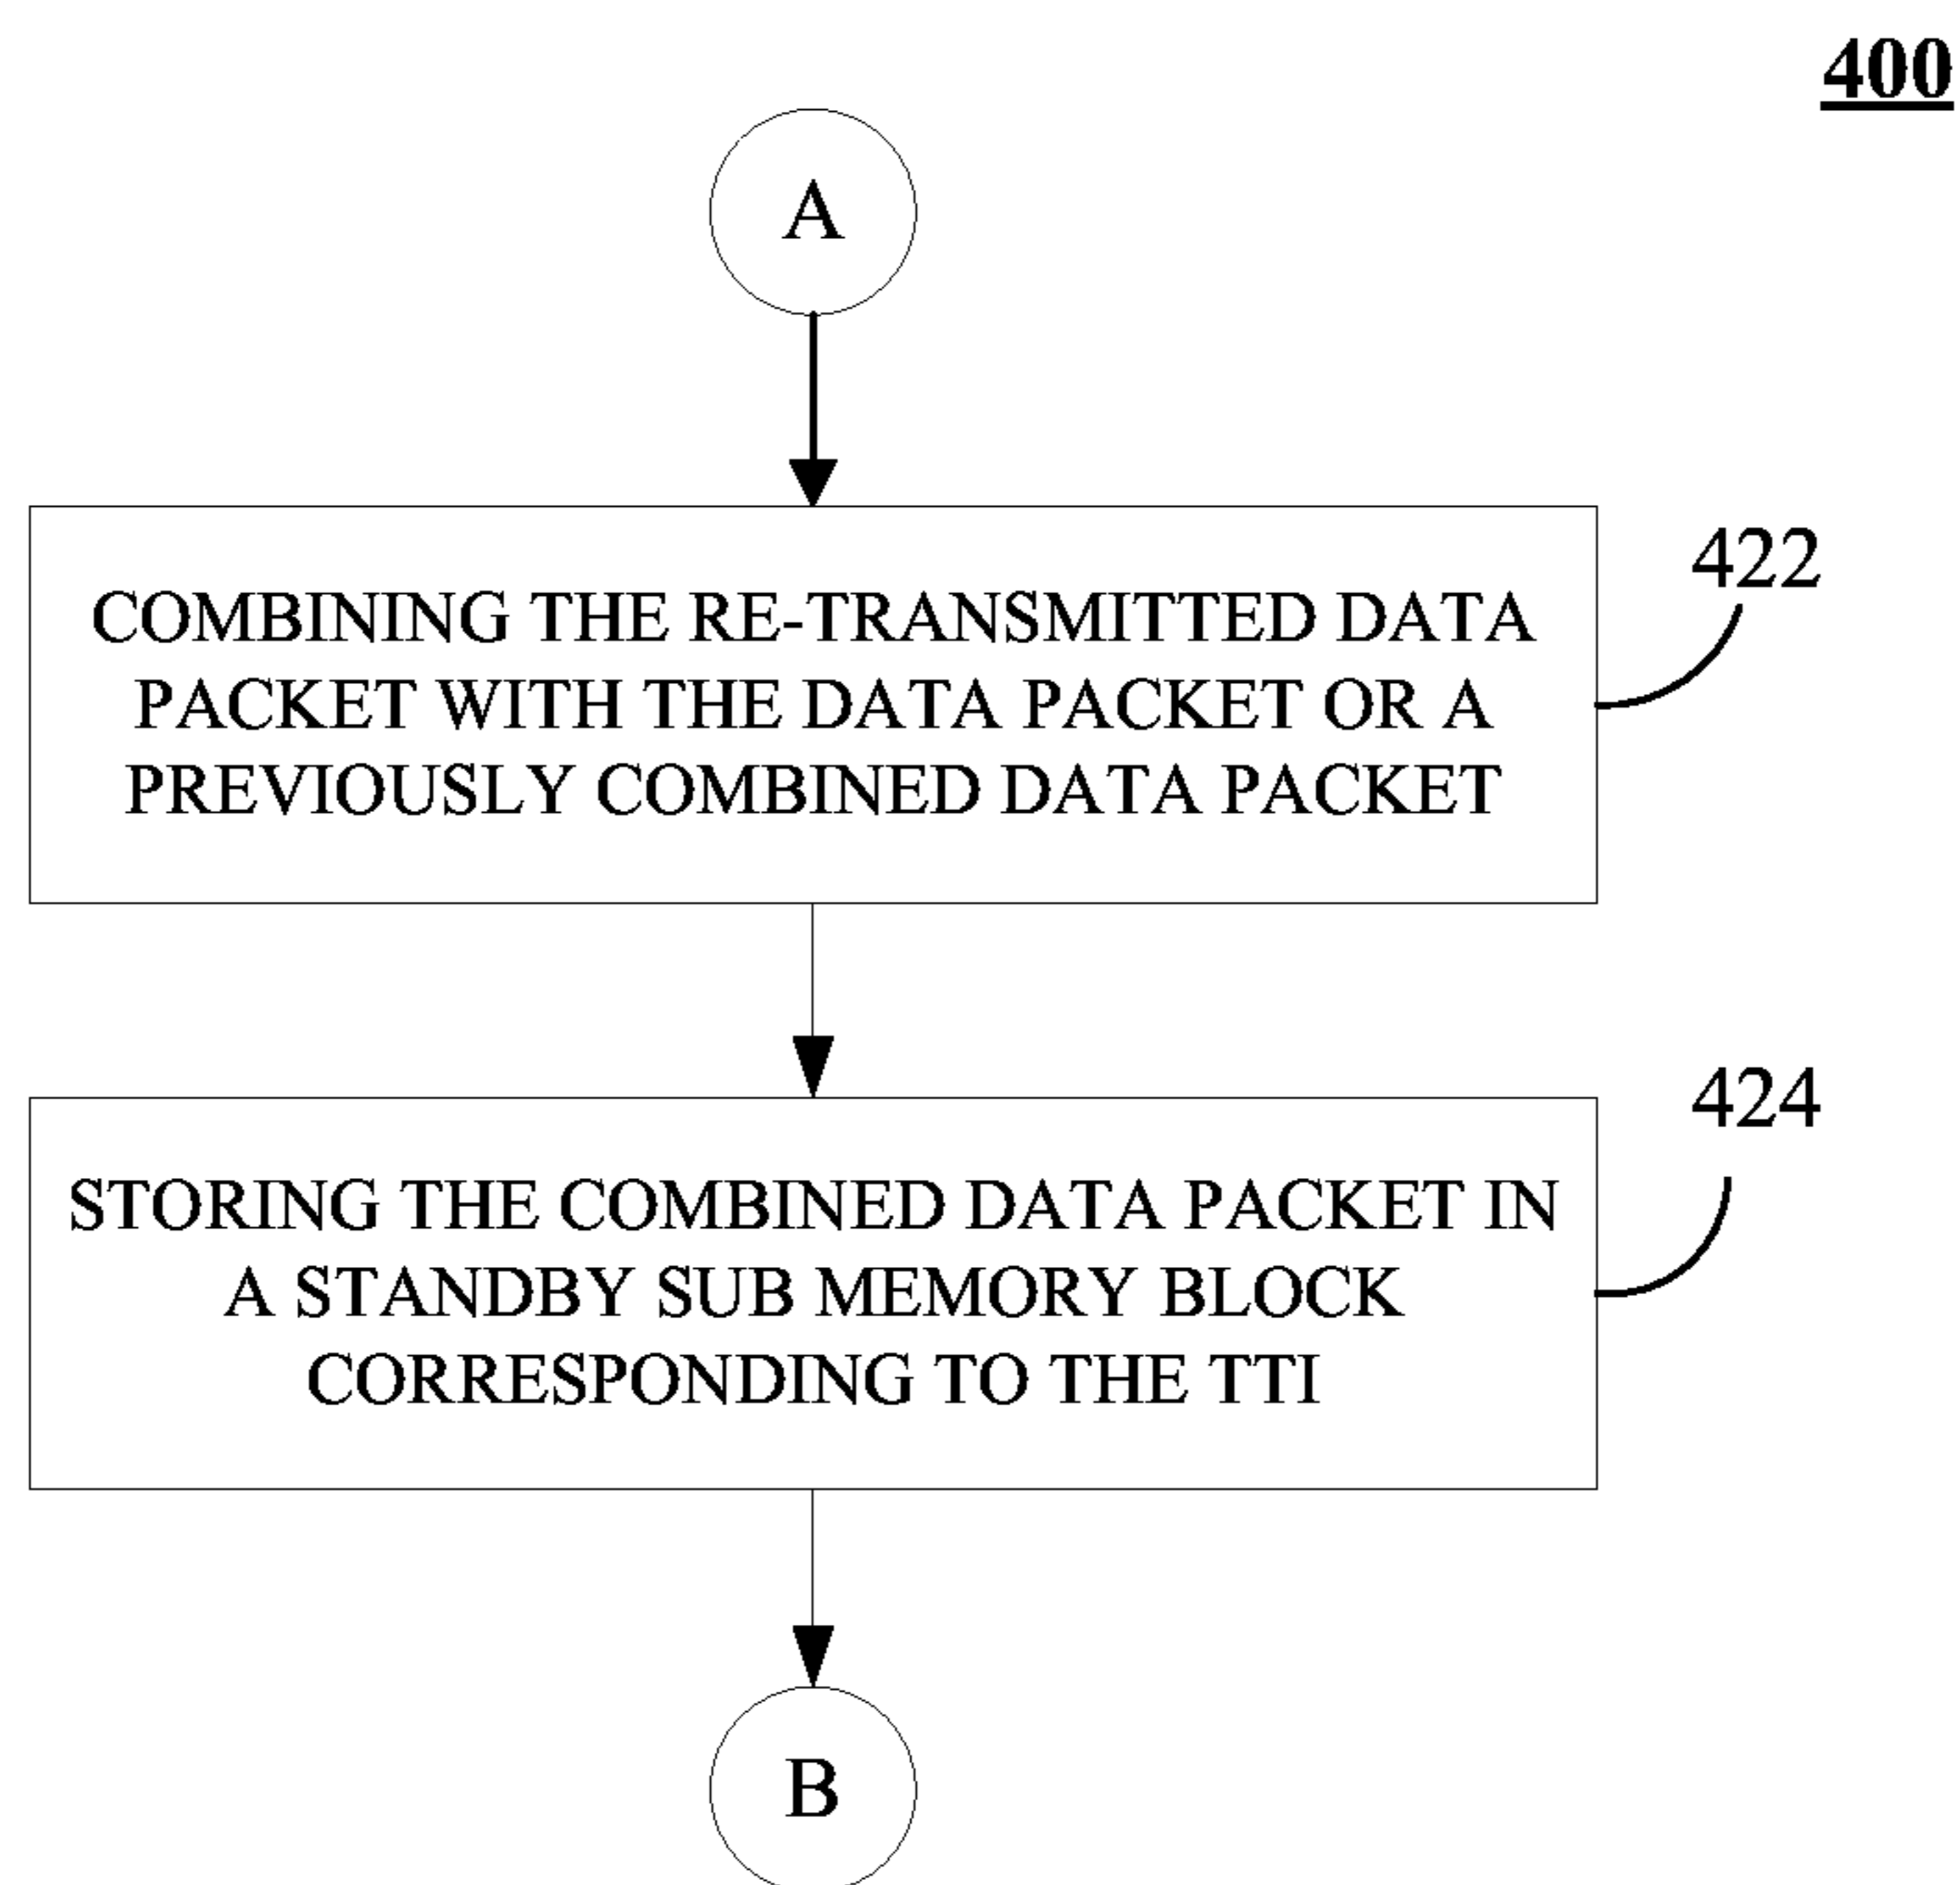 400
A
COMBINING THE RE-TRANSMITTED DATA
PACKET WITH THE DATA PACKET OR A
PREVIOUSLY COMBINED DATA PACKET
422
STORING THE COMBINED DATA PACKET IN
A STANDBY SUB MEMORY BLOCK
CORRESPONDING TO THE TTI
424
B